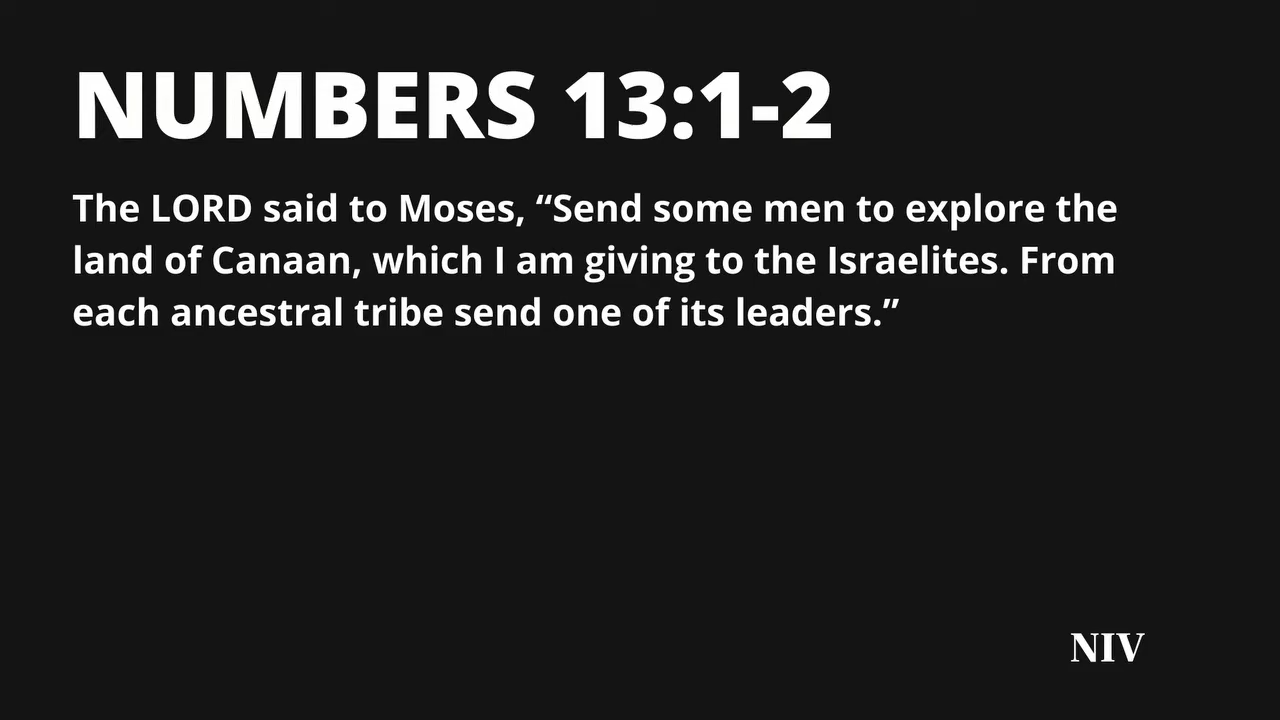 NUMBERS 13:1-2
The LORD said to Moses, “Send some men to explore the
land of Canaan, which I am giving to the Israelites. From
each ancestral tribe send one of its leaders.”
NIV